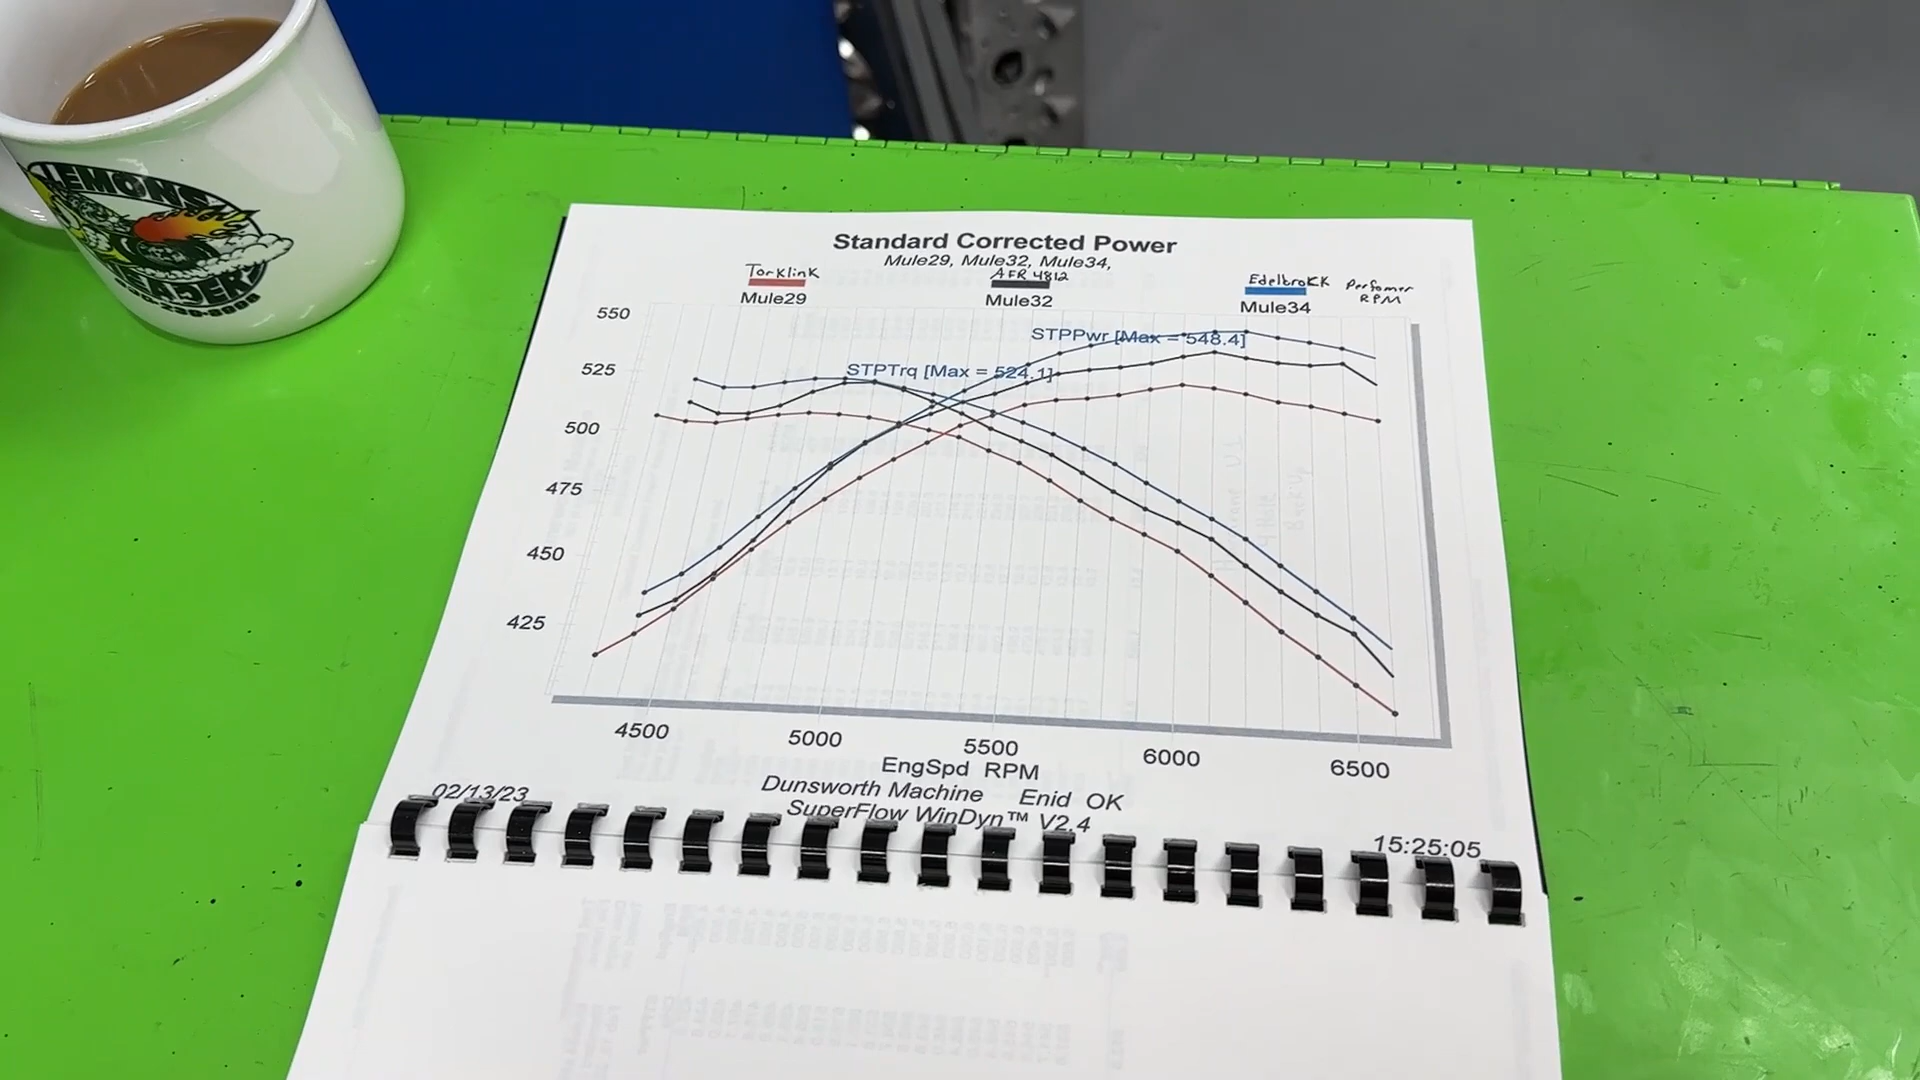 LEMONS
Standard Corrected Power
Mule29, Mule32, Mule34,
Torklink
AFR 4812
Edelbrokk Perfomer
RPM
Mule29
Mule32
Mule34
550
STPPwr [Max = 548.4]
525
STPTrq [Max = 524.1]
500
475
450
425
4500
5000
5500
6000
6500
EngSpd RPM
Dunsworth Machine Enid OK
02/13/23
SuperFlow WinDyn™ V2.4
15:25:05